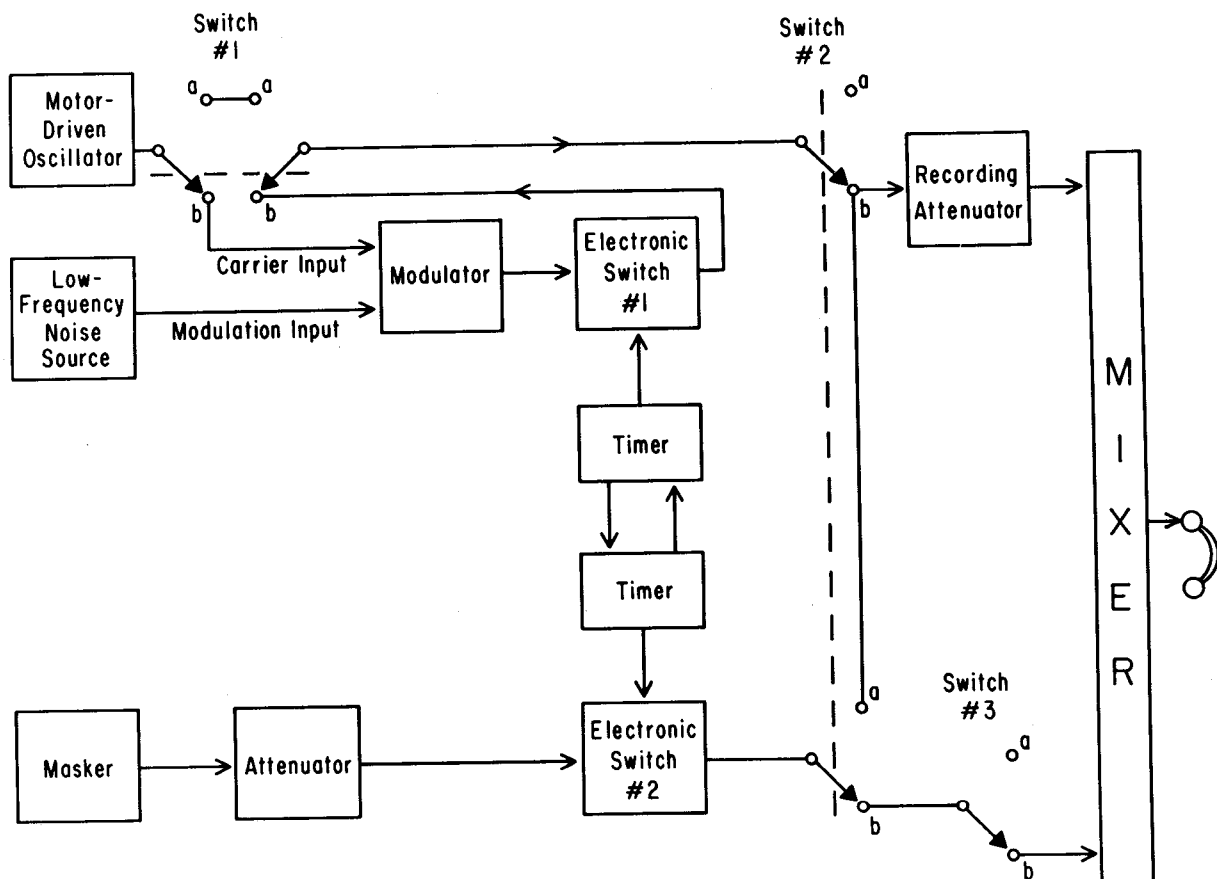 Switch
#1
Switch
#2
a
a
a
Motor-
Driven
Oscillator
b
b
b
Recording
Attenuator
Carrier Input
Modulator
Electronic
Switch
#1
Low-
Frequency
Noise
Source
Modulation Input
Timer
Timer
MIXER
a
Switch
#3
a
Masker
Attenuator
Electronic
Switch
#2
b
b